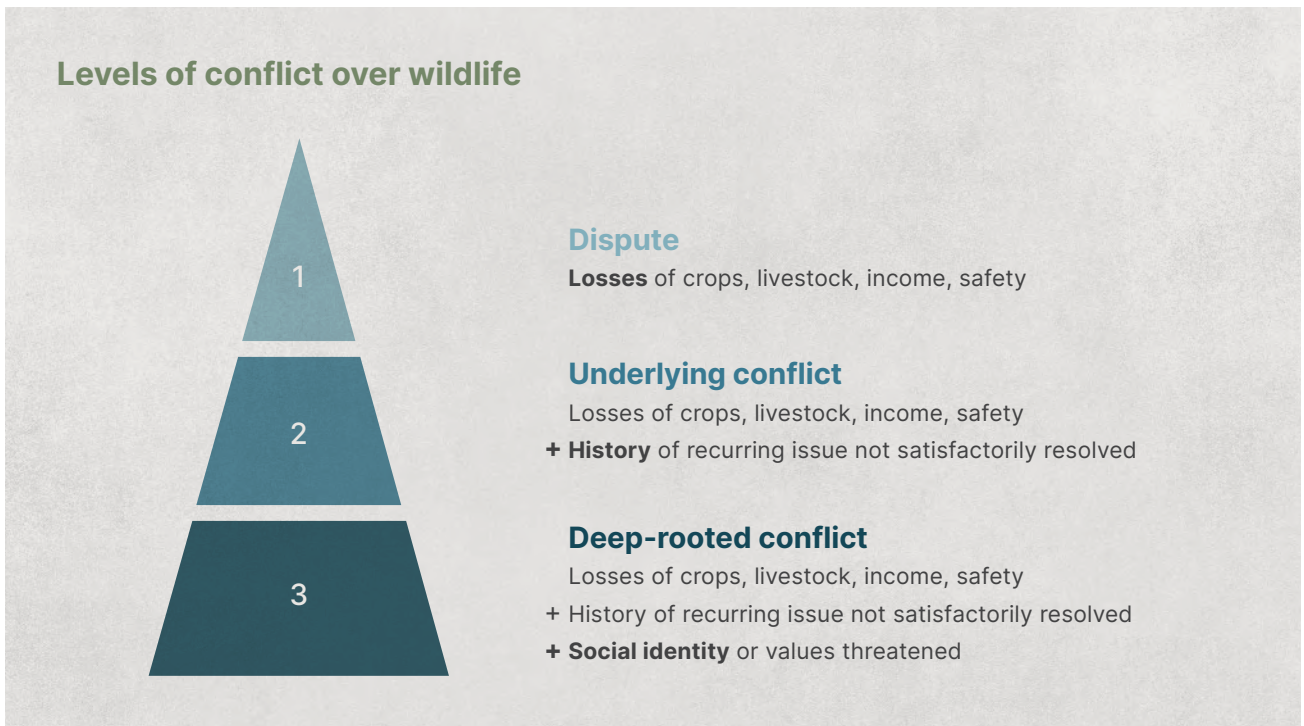 Levels of conflict over wildlife
1
Dispute
Losses of crops, livestock, income, safety
2
Underlying conflict
Losses of crops, livestock, income, safety
+ History of recurring issue not satisfactorily resolved
3
Deep-rooted conflict
Losses of crops, livestock, income, safety
+ History of recurring issue not satisfactorily resolved
+ Social identity or values threatened